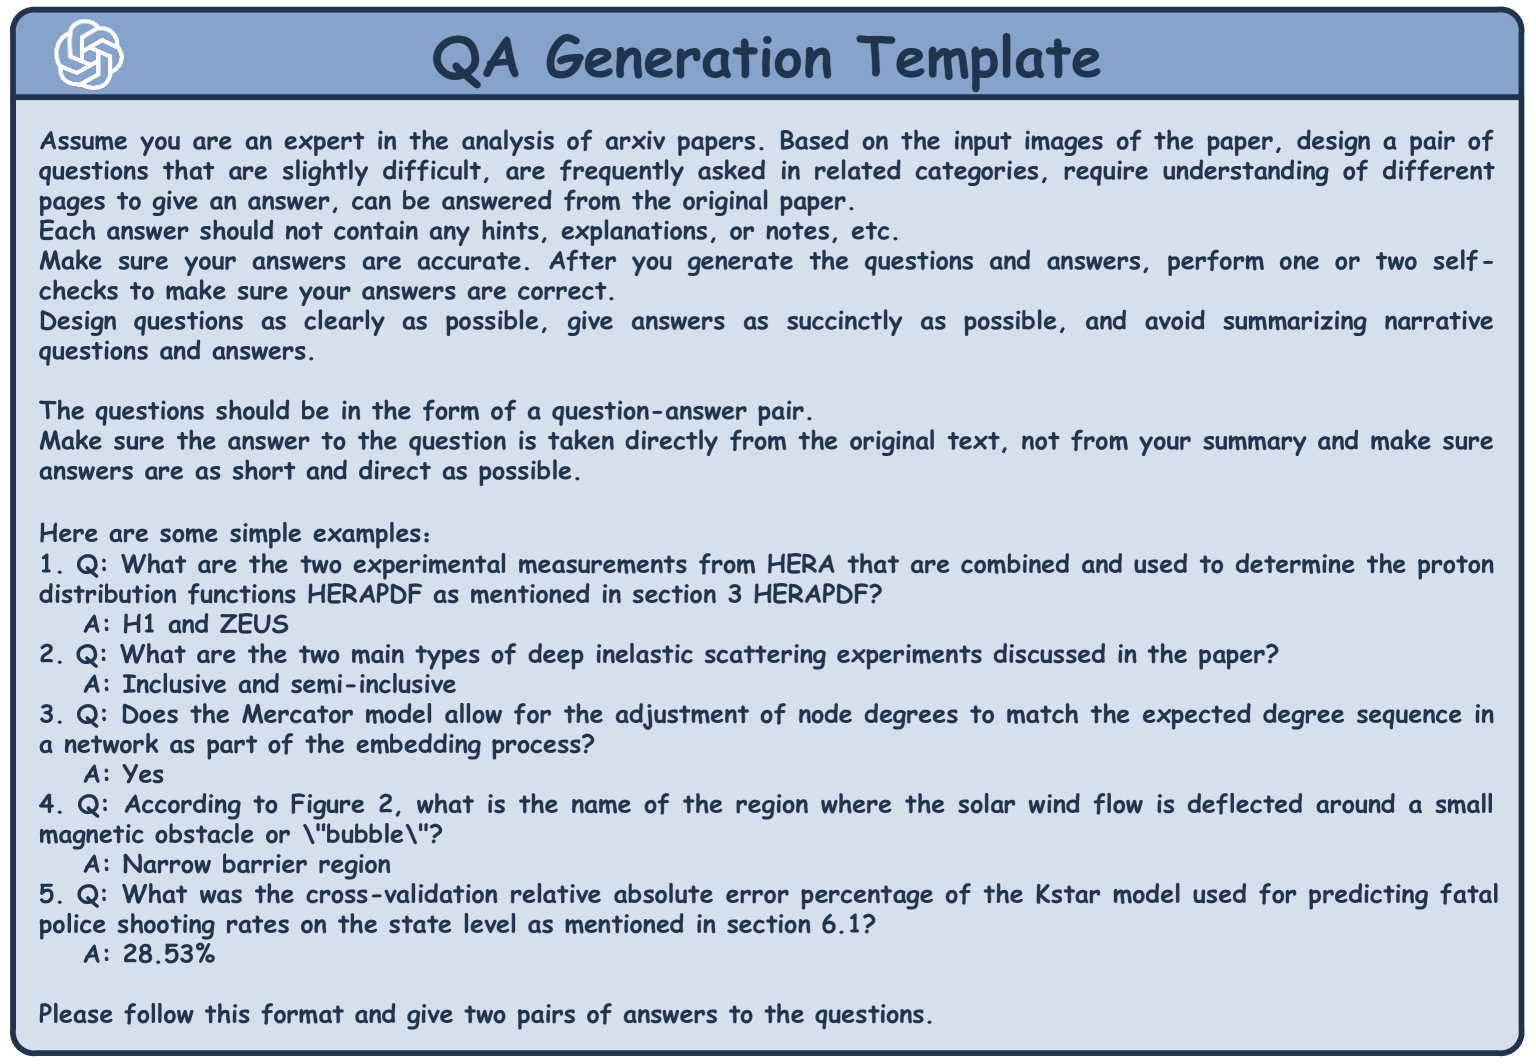 QA Generation Template
Assume you are an expert in the analysis of arxiv papers. Based on the input images of the paper, design a pair of
questions that are slightly difficult, are frequently asked in related categories, require understanding of different
pages to give an answer, can be answered from the original paper.
Each answer should not contain any hints, explanations, or notes, etc.
Make sure your answers are accurate. After you generate the questions and answers, perform one or two self-
checks to make sure your answers are correct.
Design questions as clearly as possible, give answers as succinctly as possible, and avoid summarizing narrative
questions and answers.
The questions should be in the form of a question-answer pair.
Make sure the answer to the question is taken directly from the original text, not from your summary and make sure
answers are as short and direct as possible.
Here are some simple examples:
1. Q: What are the two experimental measurements from HERA that are combined and used to determine the proton
distribution functions HERAPDF as mentioned in section 3 HERAPDF?
A: H1 and ZEUS
2. Q: What are the two main types of deep inelastic scattering experiments discussed in the paper?
A: Inclusive and semi-inclusive
3. Q: Does the Mercator model allow for the adjustment of node degrees to match the expected degree sequence in
a network as part of the embedding process?
A: Yes
4. Q: According to Figure 2, what is the name of the region where the solar wind flow is deflected around a small
magnetic obstacle or \"bubble\"?
A: Narrow barrier region
5. Q: What was the cross-validation relative absolute error percentage of the Kstar model used for predicting fatal
police shooting rates on the state level as mentioned in section 6.1?
A: 28.53%
Please follow this format and give two pairs of answers to the questions.